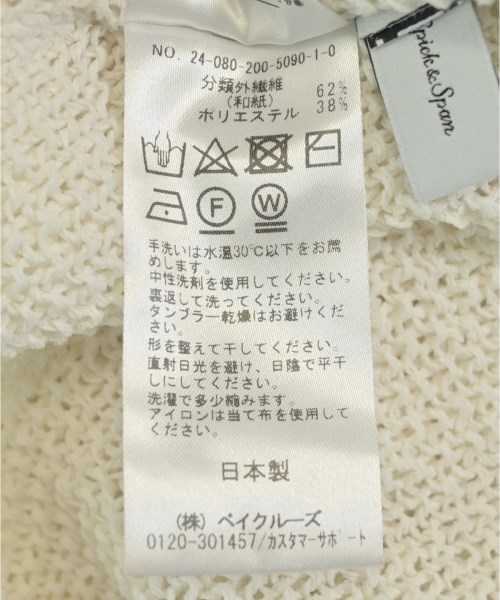 NO. 24-080-200-5090-1-0
分類外繊維 62%
(和紙)
ポリエステル 38%
F
W
手洗いは水温30℃以下をお薦
めします。
中性洗剤を使用してください。
裏返して洗ってください。
タンブラー乾燥はお避けくだ
さい。
形を整えて干してください。
直射日光を避け、日陰で平干
しにしてください。
洗濯で多少縮みます。
アイロンは当て布を使用して
ください。
日本製
(株) ベイクルーズ
0120-301457/カスタマーサポート
Spick&Span